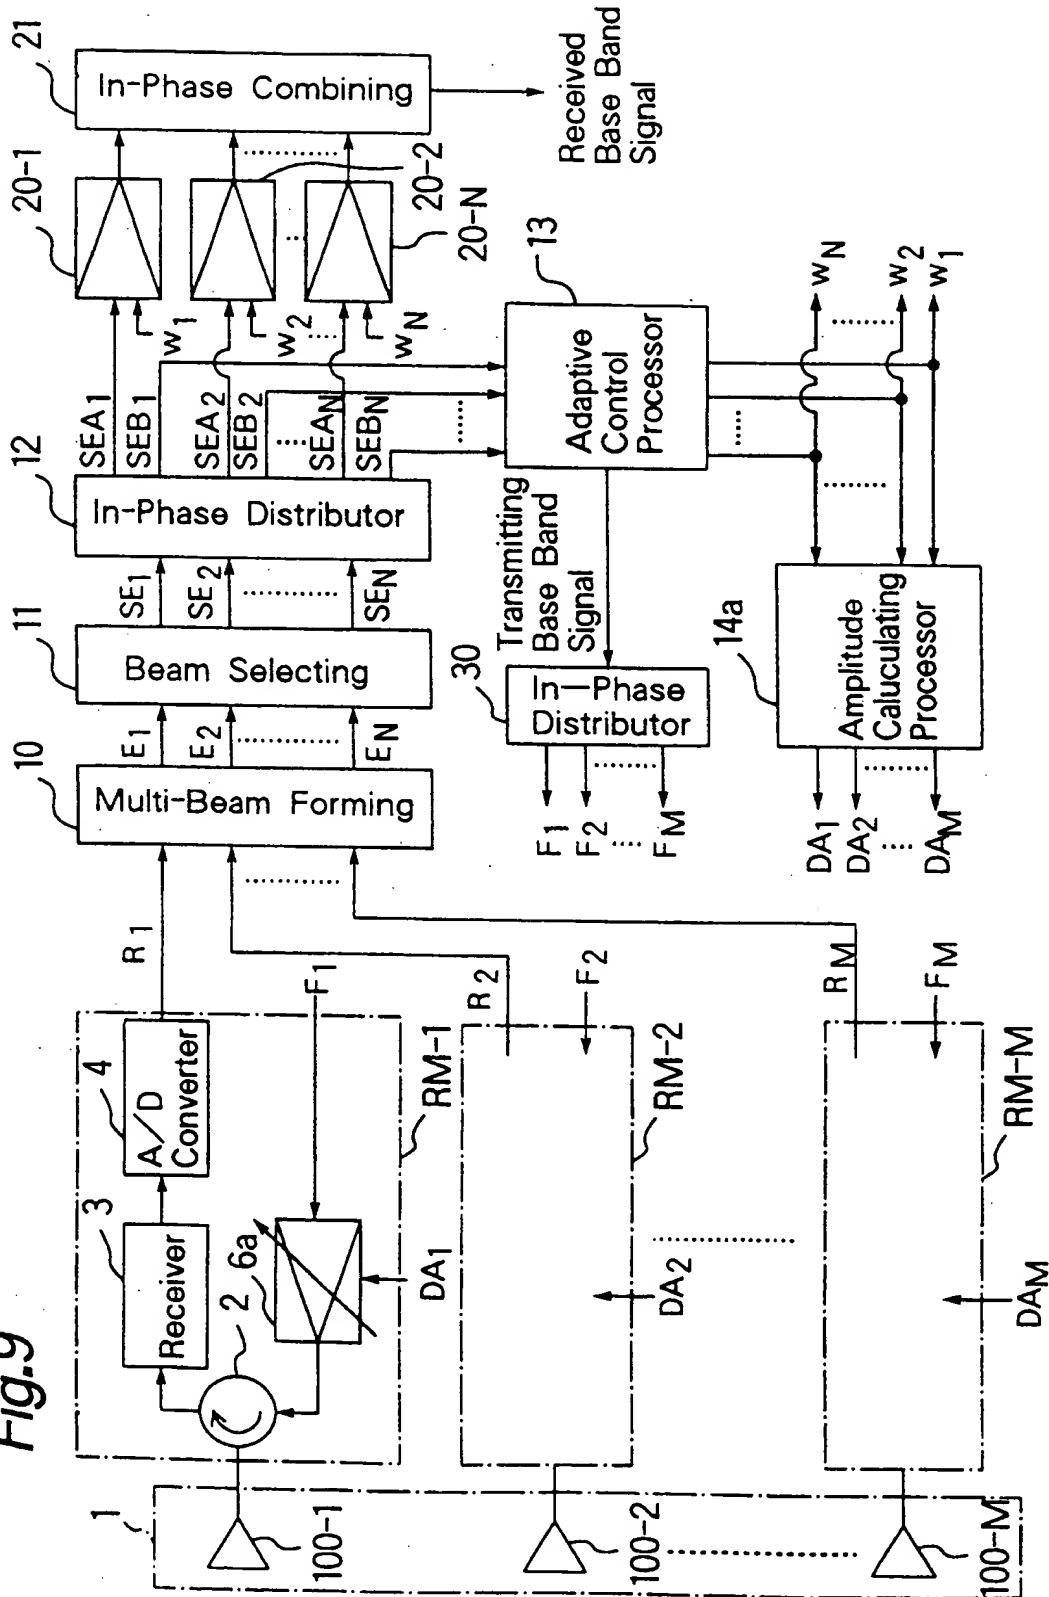 Fig.9
1
100-1
100-2
100-M
2
3
Receiver
4
A/D
Converter
6a
DA1
F1
RM-1
R1
R2
F2
RM-2
DA2
RM
FM
RM-M
DAM
10
Multi-Beam Forming
E1
E2
EN
11
Beam Selecting
SE1
SE2
SEN
12
In-Phase Distributor
SEA1
SEB1
SEA2
SEB2
SEAN
SEBN
W1
W2
WN
20-1
20-2
20-N
21
In-Phase Combining
Received
Base Band
Signal
13
Adaptive
Control
Processor
Transmitting
Base Band
Signal
30
In-Phase
Distributor
F1
F2
FM
14a
Amplitude
Caluculating
Processor
DA1
DA2
DAM
WN
W2
W1